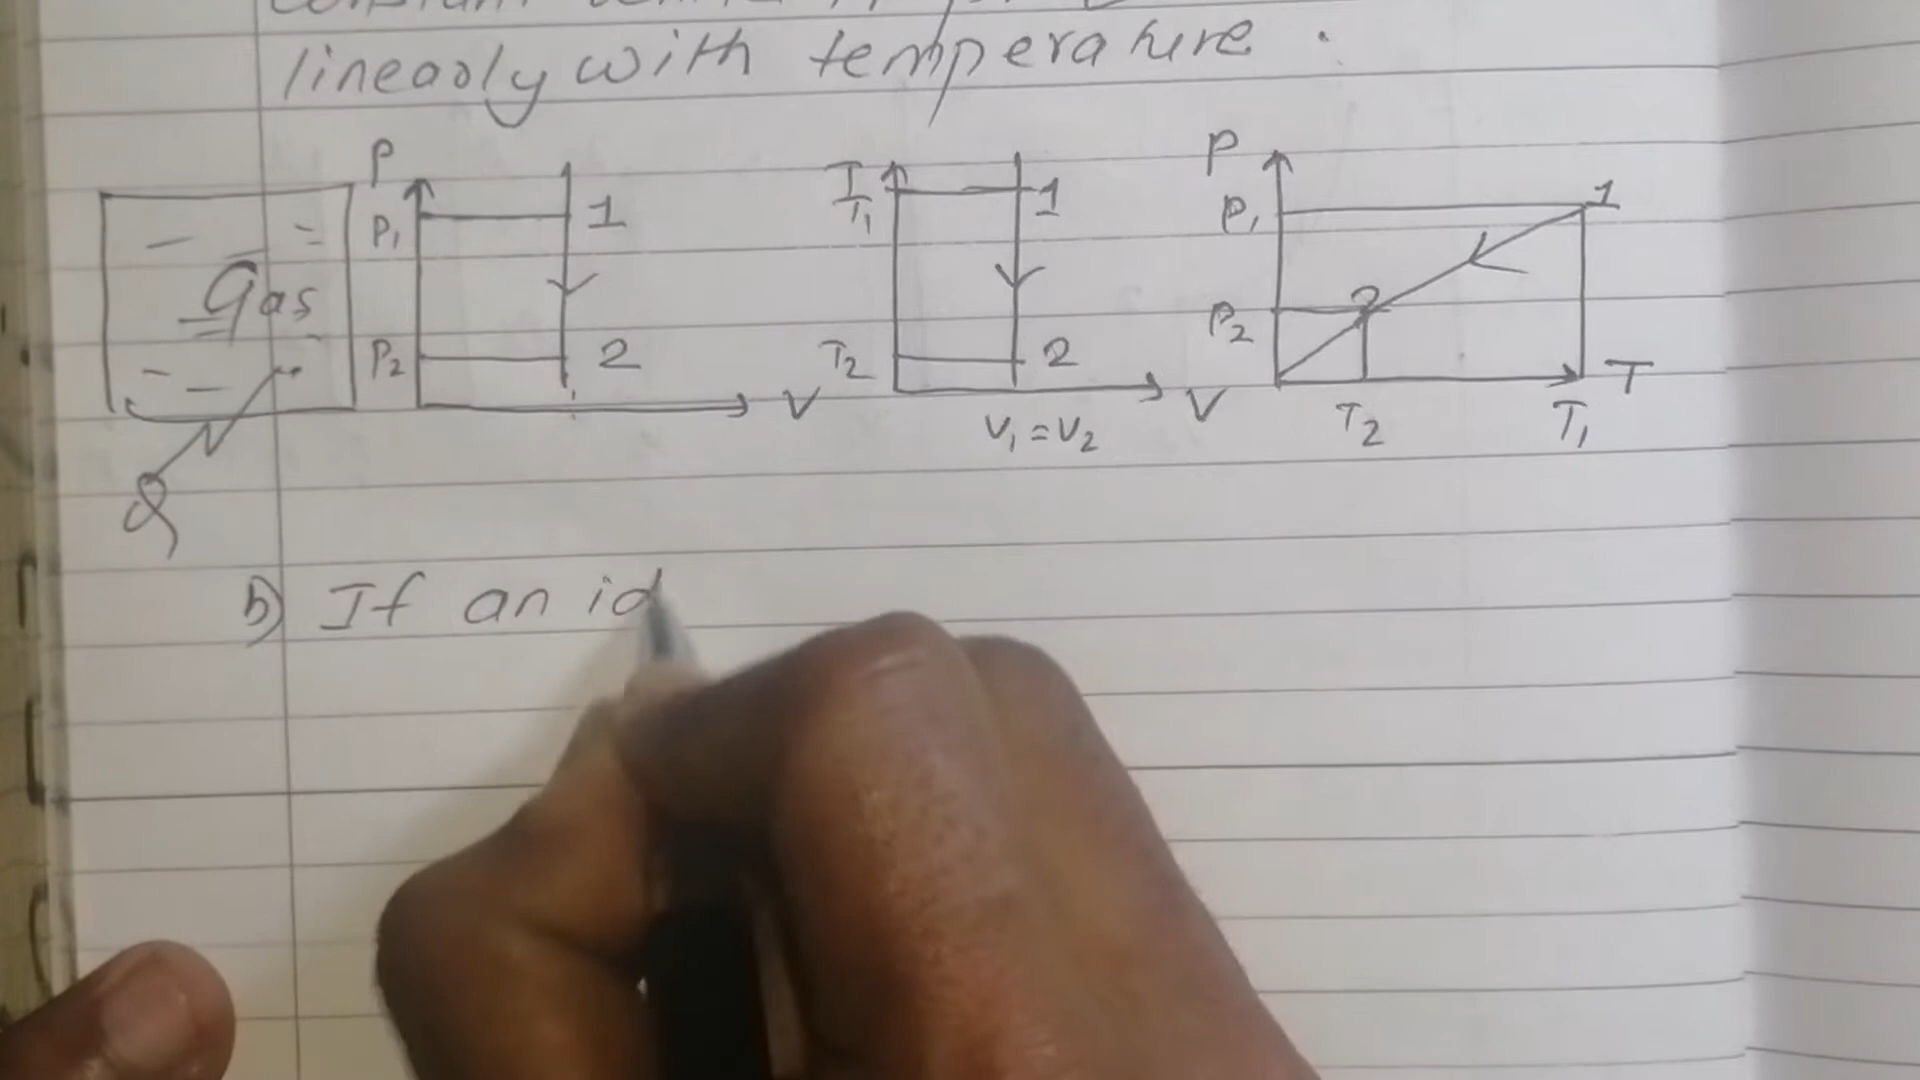 linearly with temperature.
P
P₁
1
P₂
2
V
Gas
Q
T
T₁
1
T₂
2
V
V₁ = V₂
P
P₁
1
P₂
2
T
T₂
T₁
b) If an id